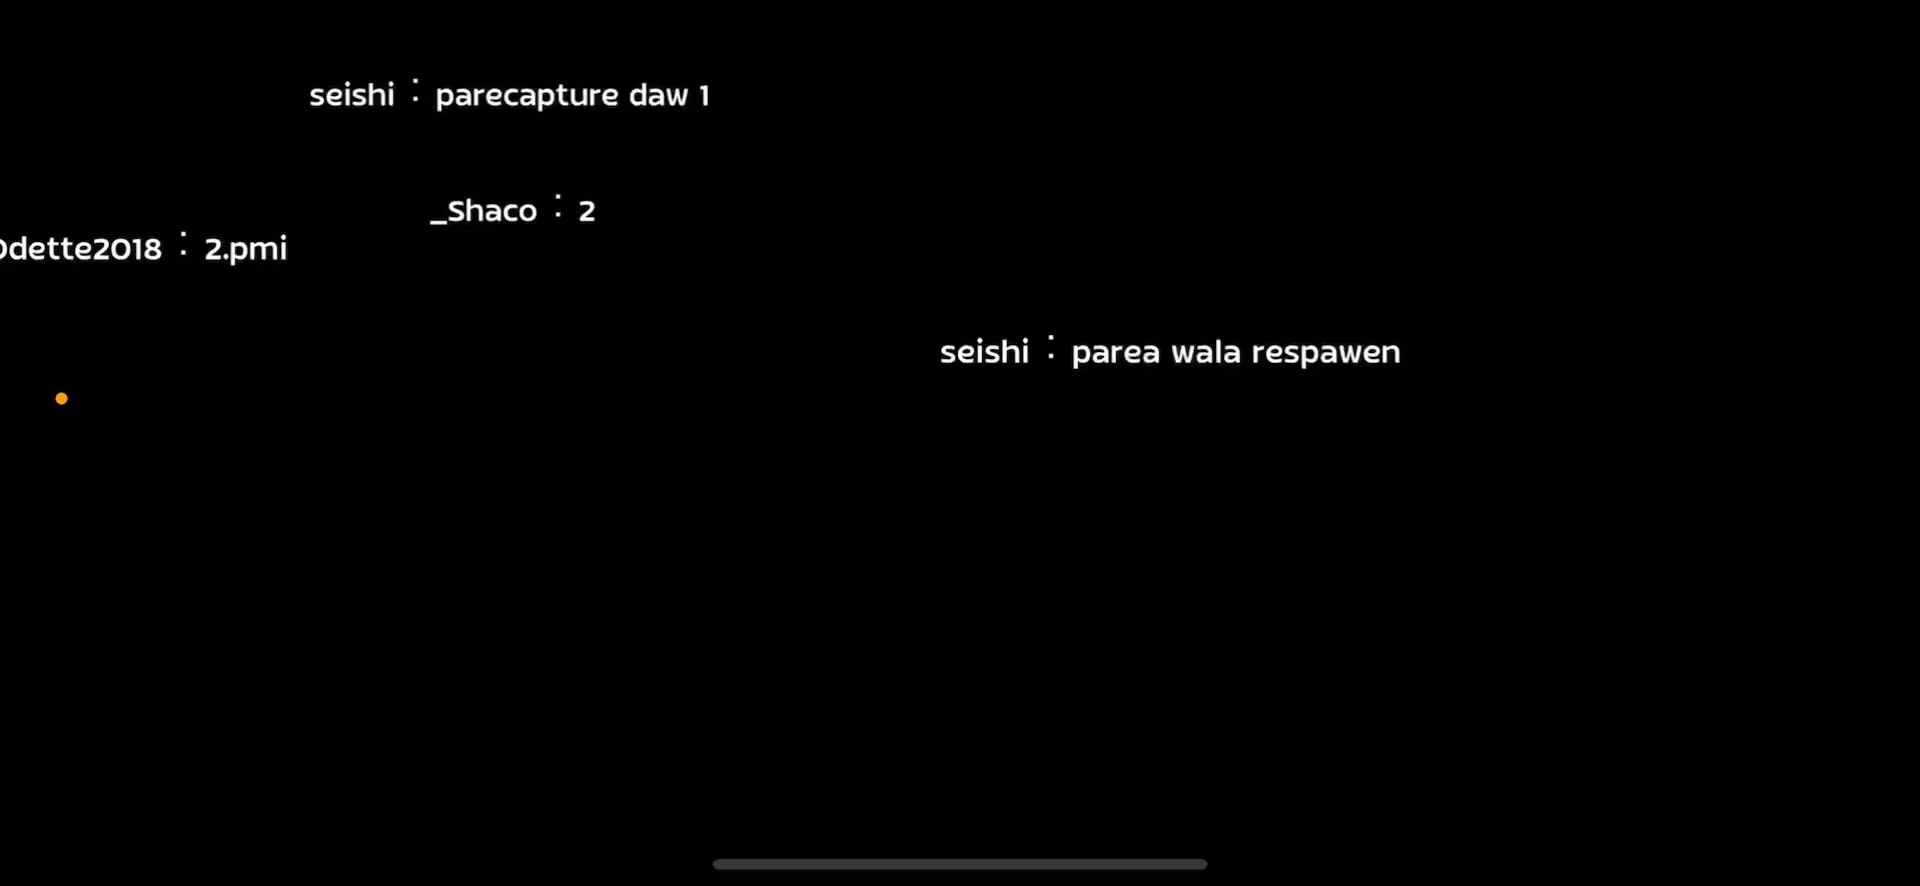 seishi : parecapture daw 1
_Shaco : 2
dette2018 : 2.pmi
seishi : parea wala respawen